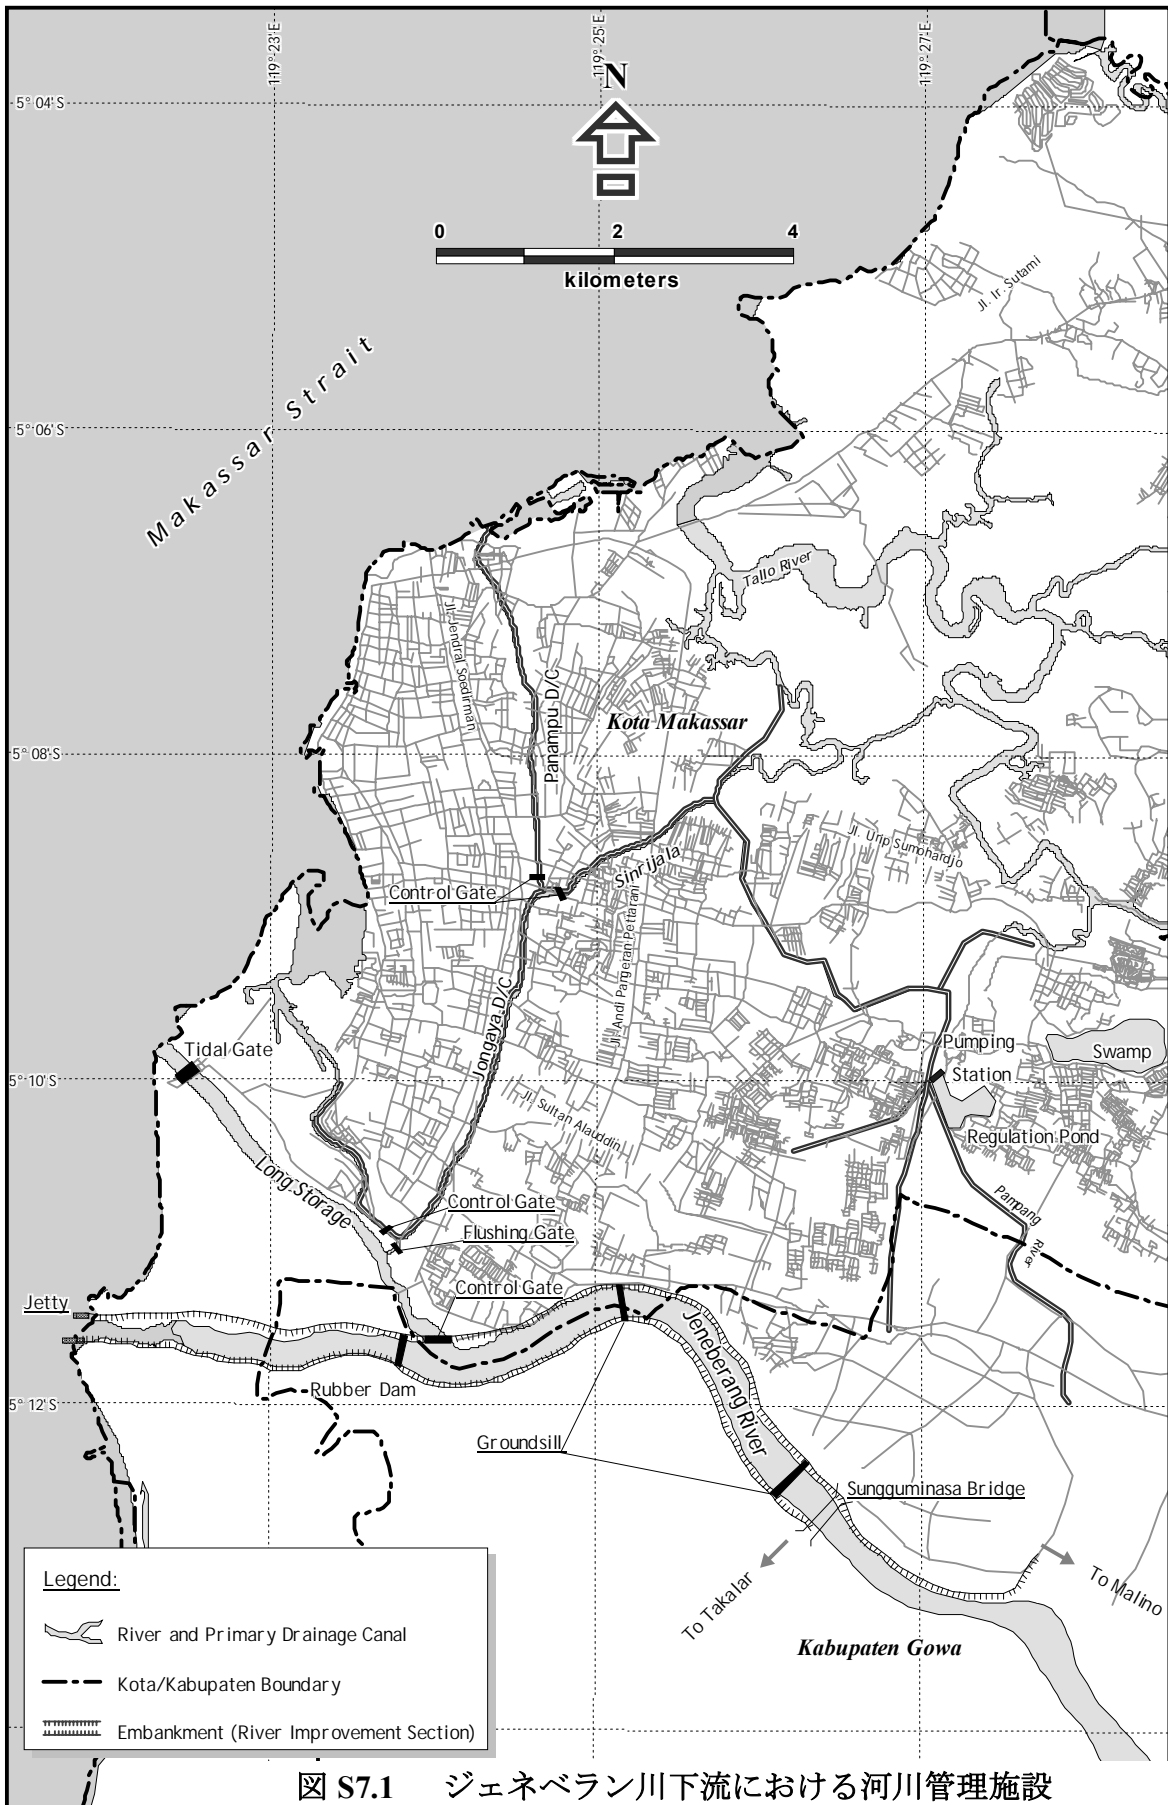 119° 23' E
119° 25' E
119° 27' E
N
5° 04' S
0 2 4
kilometers
Jl. Ir. Sutami
Makassar Strait
5° 06' S
Tallo River
Jl. Jendral Soedirman
Panampu D/C
Kota Makassar
5° 08' S
Jl. Urip Sumohardjo
Sinrijala
Control Gate
Jl. Andi Pangeran Pettarani
Jongaya D/C
Tidal Gate
Pumping
Station
Swamp
5° 10' S
Jl. Sultan Alauddin
Regulation Pond
Long Storage
Control Gate
Pampang
River
Flushing Gate
Control Gate
Jetty
Jeneberang River
Rubber Dam
5° 12' S
Groundsill
Sungguminasa Bridge
To Takalar
To Malino
Kabupaten Gowa
Legend:
River and Primary Drainage Canal
Kota/Kabupaten Boundary
Embankment (River Improvement Section)
図 S7.1 ジェネベラン川下流における河川管理施設